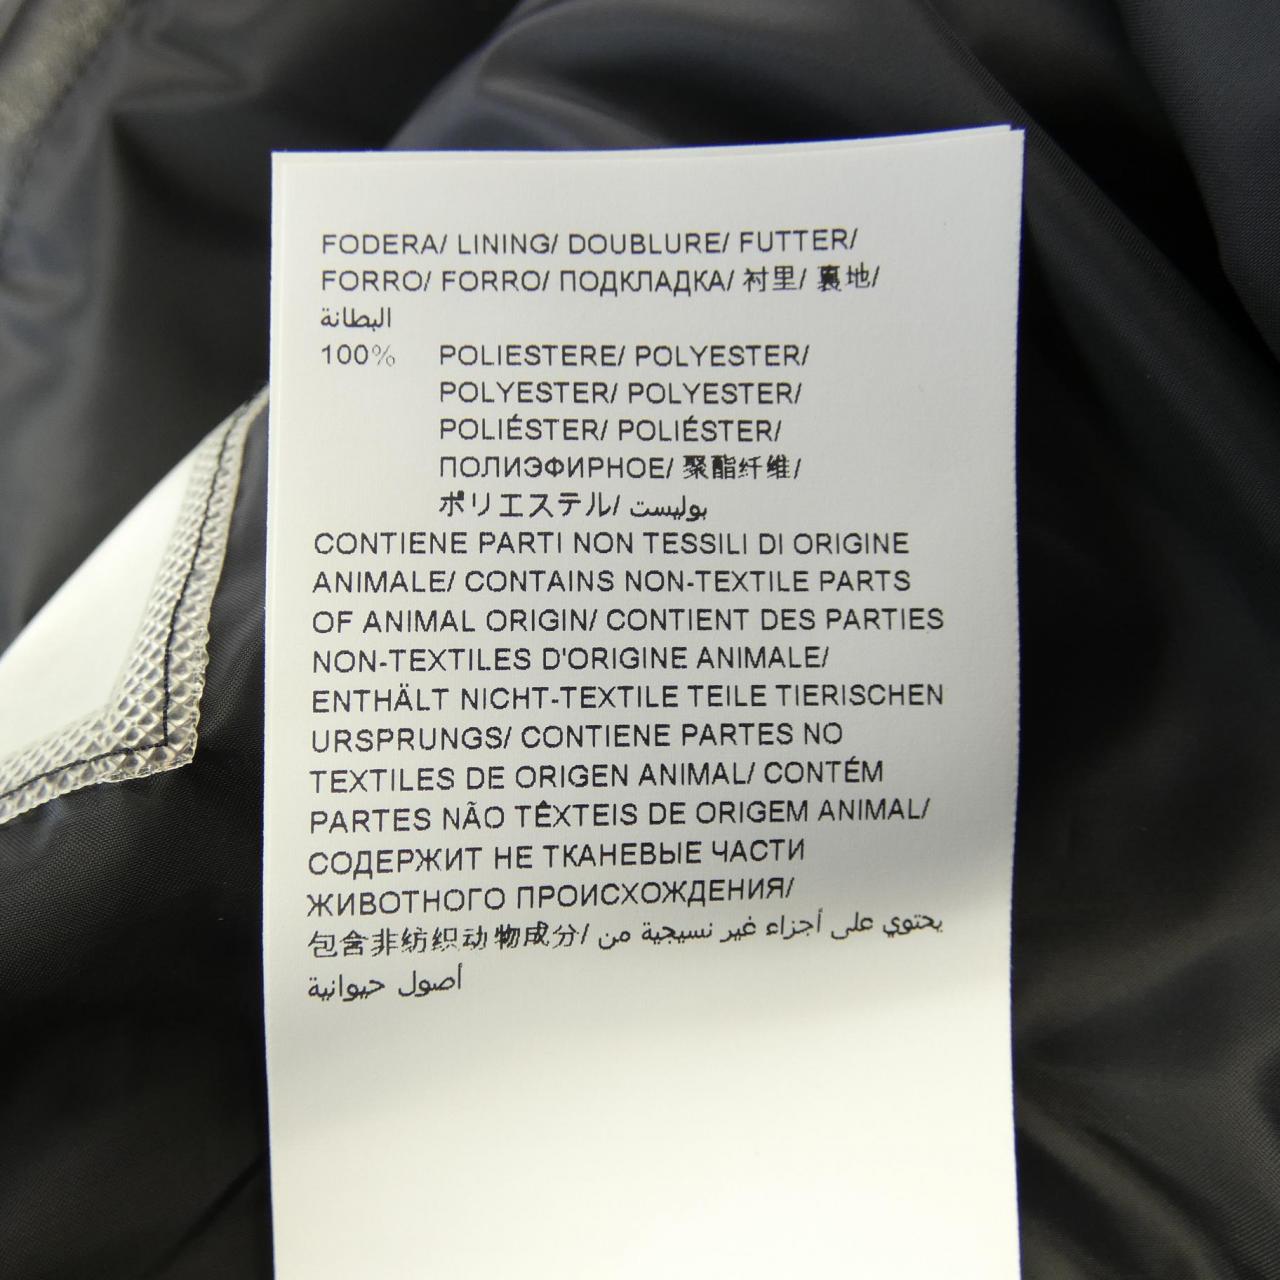 FODERA/ LINING/ DOUBLURE/ FUTTER/
FORRO/ FORRO/ ПОДКЛАДКА/ 衬里/ 裏地/
البطانة
100% POLIESTERE/ POLYESTER/
POLYESTER/ POLYESTER/
POLIÉSTER/ POLIÉSTER/
ПОЛИЭФИРНОЕ/ 聚酯纤维/
ポリエステル/ بوليست
CONTIENE PARTI NON TESSILI DI ORIGINE
ANIMALE/ CONTAINS NON-TEXTILE PARTS
OF ANIMAL ORIGIN/ CONTIENT DES PARTIES
NON-TEXTILES D'ORIGINE ANIMALE/
ENTHÄLT NICHT-TEXTILE TEILE TIERISCHEN
URSPRUNGS/ CONTIENE PARTES NO
TEXTILES DE ORIGEN ANIMAL/ CONTÉM
PARTES NÃO TÊXTEIS DE ORIGEM ANIMAL/
СОДЕРЖИТ НЕ ТКАНЕВЫЕ ЧАСТИ
ЖИВОТНОГО ПРОИСХОЖДЕНИЯ/
包含非纺织动物成分/ يحتوي على أجزاء غير نسيجية من
أصول حيوانية